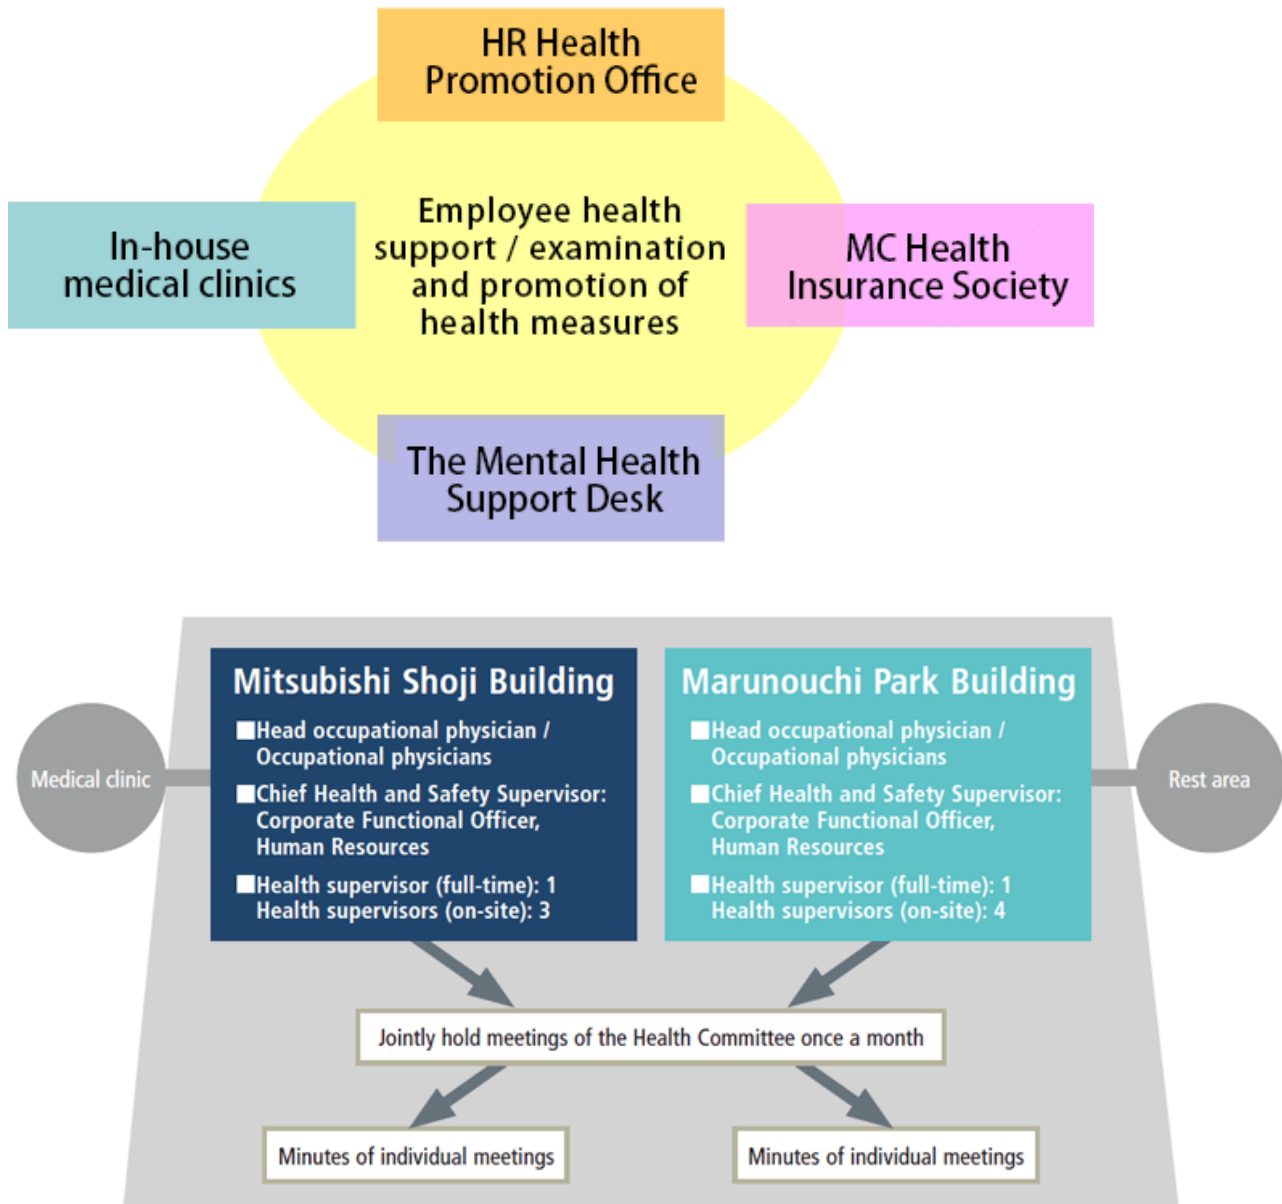 HR Health
Promotion Office
In-house
medical clinics
Employee health
support / examination
and promotion of
health measures
MC Health
Insurance Society
The Mental Health
Support Desk
Medical clinic
Mitsubishi Shoji Building
■Head occupational physician /
Occupational physicians
■Chief Health and Safety Supervisor:
Corporate Functional Officer,
Human Resources
■Health supervisor (full-time): 1
Health supervisors (on-site): 3
Marunouchi Park Building
■Head occupational physician /
Occupational physicians
■Chief Health and Safety Supervisor:
Corporate Functional Officer,
Human Resources
■Health supervisor (full-time): 1
Health supervisors (on-site): 4
Rest area
Jointly hold meetings of the Health Committee once a month
Minutes of individual meetings
Minutes of individual meetings